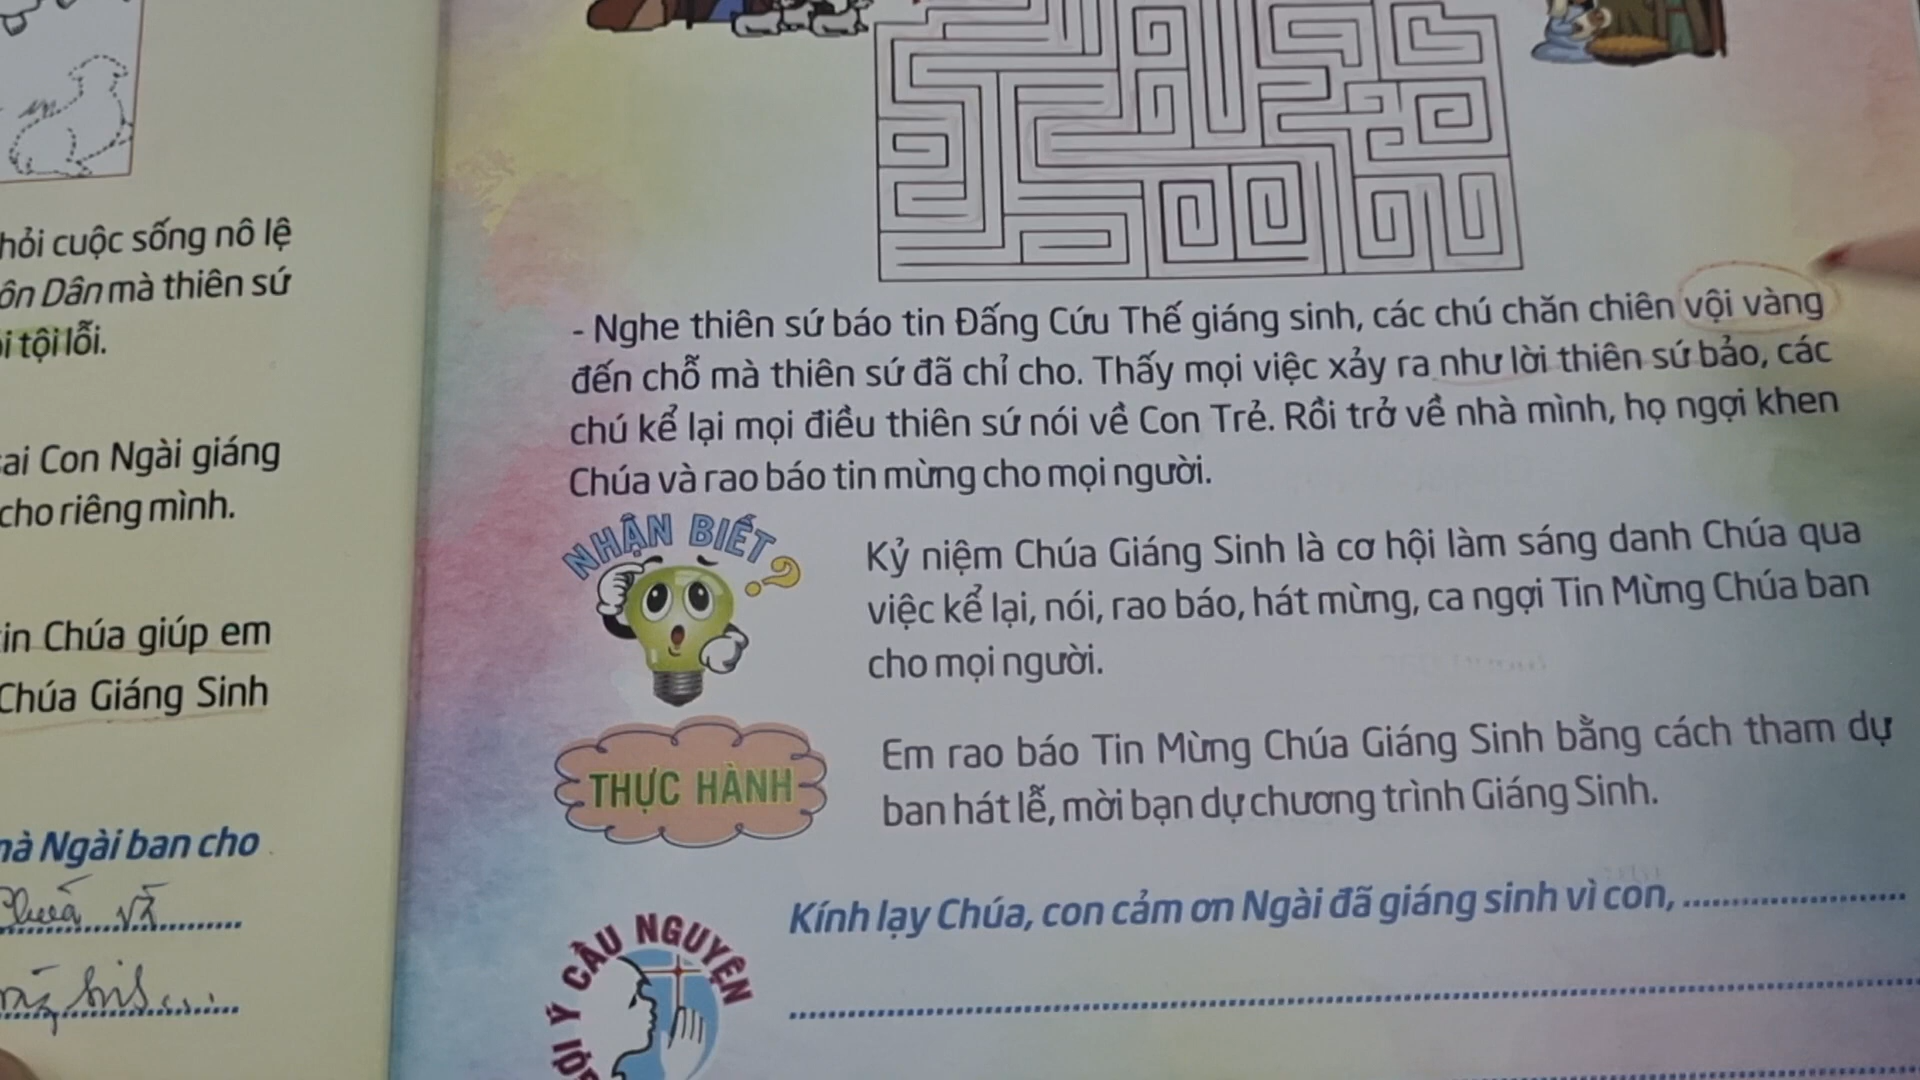 hỏi cuộc sống nô lệ
ôn Dân mà thiên sứ
i tội lỗi.
ai Con Ngài giáng
cho riêng mình.
in Chúa giúp em
Chúa Giáng Sinh
mà Ngài ban cho
Chúa vì
- Nghe thiên sứ báo tin Đấng Cứu Thế giáng sinh, các chú chăn chiên vội vàng
đến chỗ mà thiên sứ đã chỉ cho. Thấy mọi việc xảy ra như lời thiên sứ bảo, các
chú kể lại mọi điều thiên sứ nói về Con Trẻ. Rồi trở về nhà mình, họ ngợi khen
Chúa và rao báo tin mừng cho mọi người.
NHẬN BIẾT?
Kỷ niệm Chúa Giáng Sinh là cơ hội làm sáng danh Chúa qua
việc kể lại, nói, rao báo, hát mừng, ca ngợi Tin Mừng Chúa ban
cho mọi người.
THỰC HÀNH
Em rao báo Tin Mừng Chúa Giáng Sinh bằng cách tham dự
ban hát lễ, mời bạn dự chương trình Giáng Sinh.
Ý CẦU NGUYỆN
Kính lạy Chúa, con cảm ơn Ngài đã giáng sinh vì con,